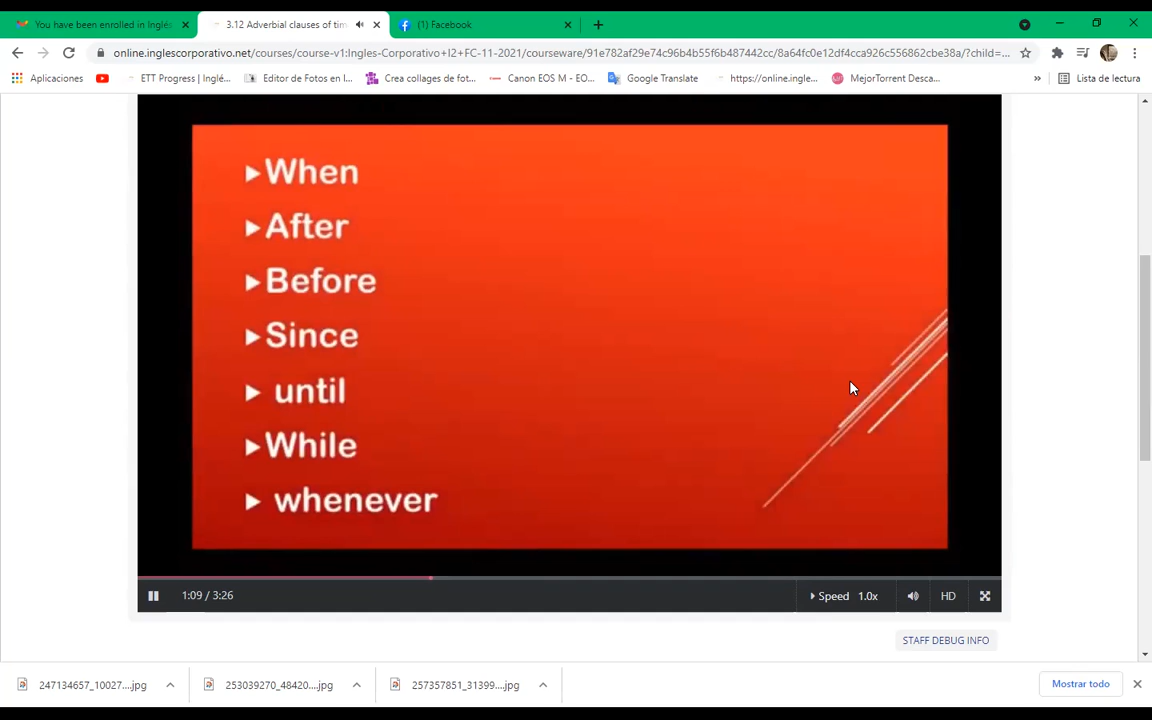 You have been enrolled in Inglés
3.12 Adverbial clauses of tim
(1) Facebook
online.inglescorporativo.net/courses/course-v1:Ingles-Corporativo+I2+FC-11-2021/courseware/91e782af29e74c96b4b55f6b487442cc/8a64fc0e12df4cca926c556862cbe38a/?child=...
Aplicaciones
ETT Progress | Inglé...
Editor de Fotos en l...
Crea collages de fot...
Canon EOS M - EO...
Google Translate
https://online.ingle...
MejorTorrent Desca...
»
Lista de lectura
When
After
Before
Since
until
While
whenever
1:09 / 3:26
Speed 1.0x
HD
STAFF DEBUG INFO
247134657_10027....jpg
253039270_48420....jpg
257357851_31399....jpg
Mostrar todo